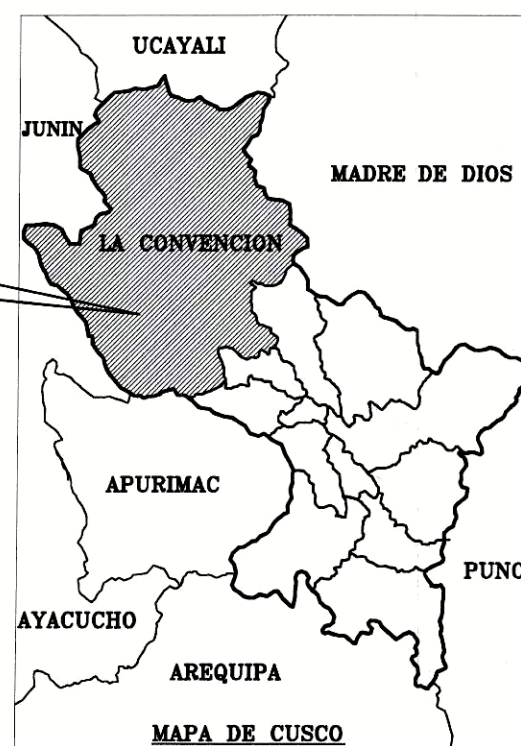 UCAYALI
JUNIN
MADRE DE DIOS
LA CONVENCION
APURIMAC
PUNO
AYACUCHO
AREQUIPA
MAPA DE CUSCO